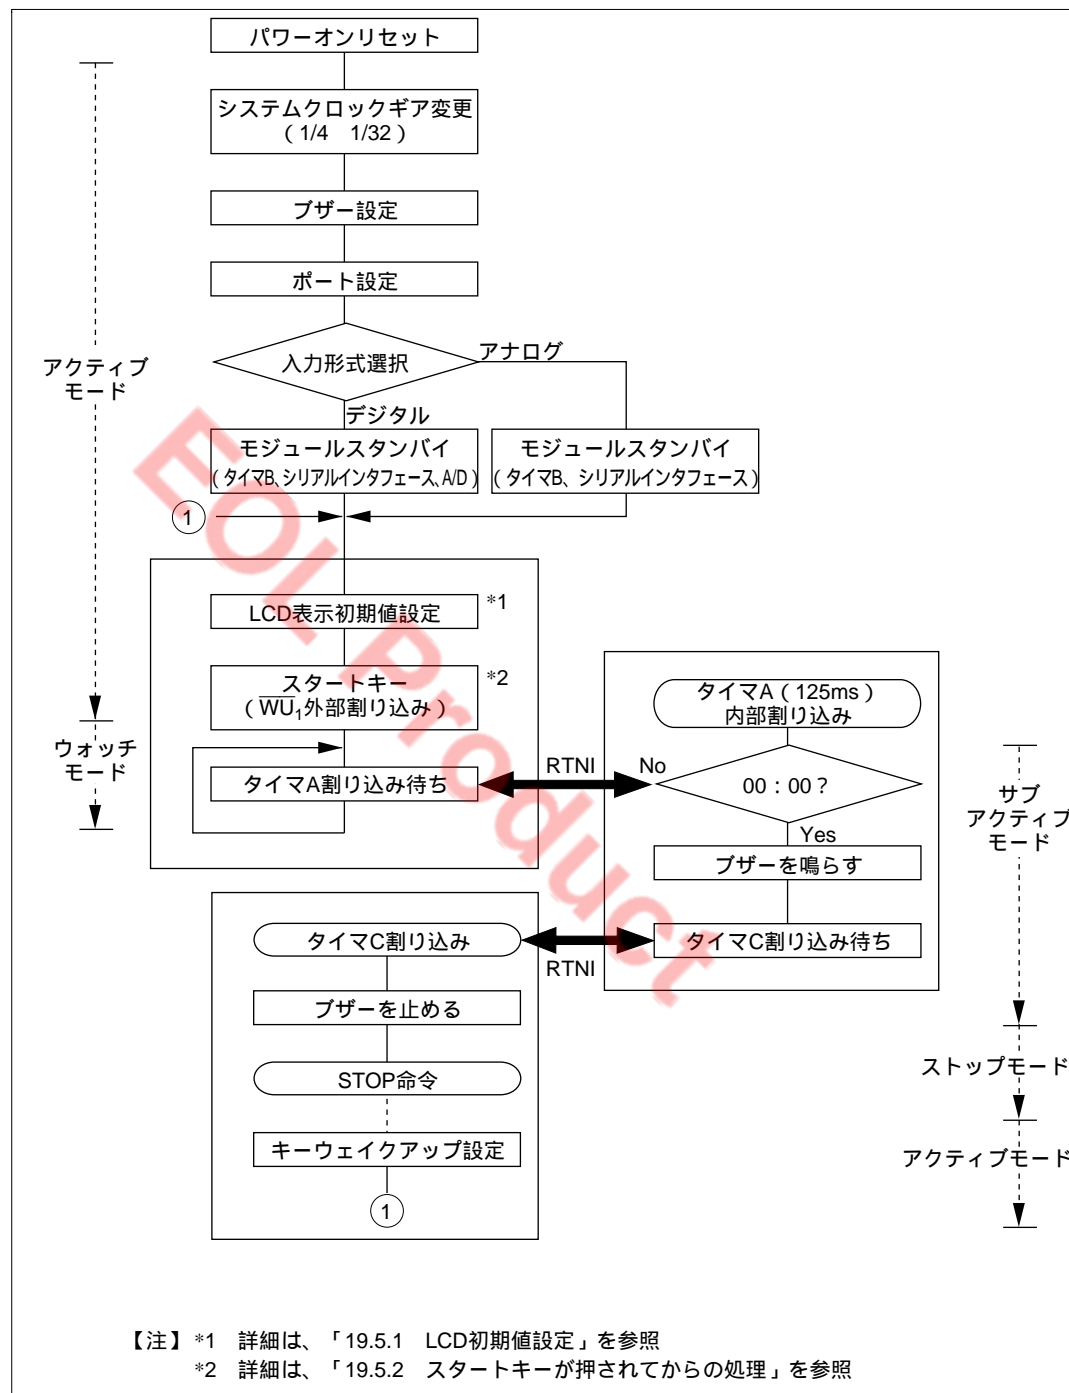 パワーオンリセット
システムクロックギア変更
（1/4　1/32）
ブザー設定
ポート設定
入力形式選択
アナログ
デジタル
アクティブ
モード
モジュールスタンバイ
（タイマB、シリアルインタフェース、A/D）
モジュールスタンバイ
（タイマB、シリアルインタフェース）
1
LCD表示初期値設定
*1
スタートキー
（WU1外部割り込み）
*2
ウォッチ
モード
タイマA割り込み待ち
RTNI
タイマA（125ms）
内部割り込み
No
00：00？
Yes
ブザーを鳴らす
タイマC割り込み待ち
サブ
アクティブ
モード
タイマC割り込み
RTNI
ブザーを止める
STOP命令
キーウェイクアップ設定
1
ストップモード
アクティブモード
EOL Product
【注】*1　詳細は、「19.5.1　LCD初期値設定」を参照
*2　詳細は、「19.5.2　スタートキーが押されてからの処理」を参照